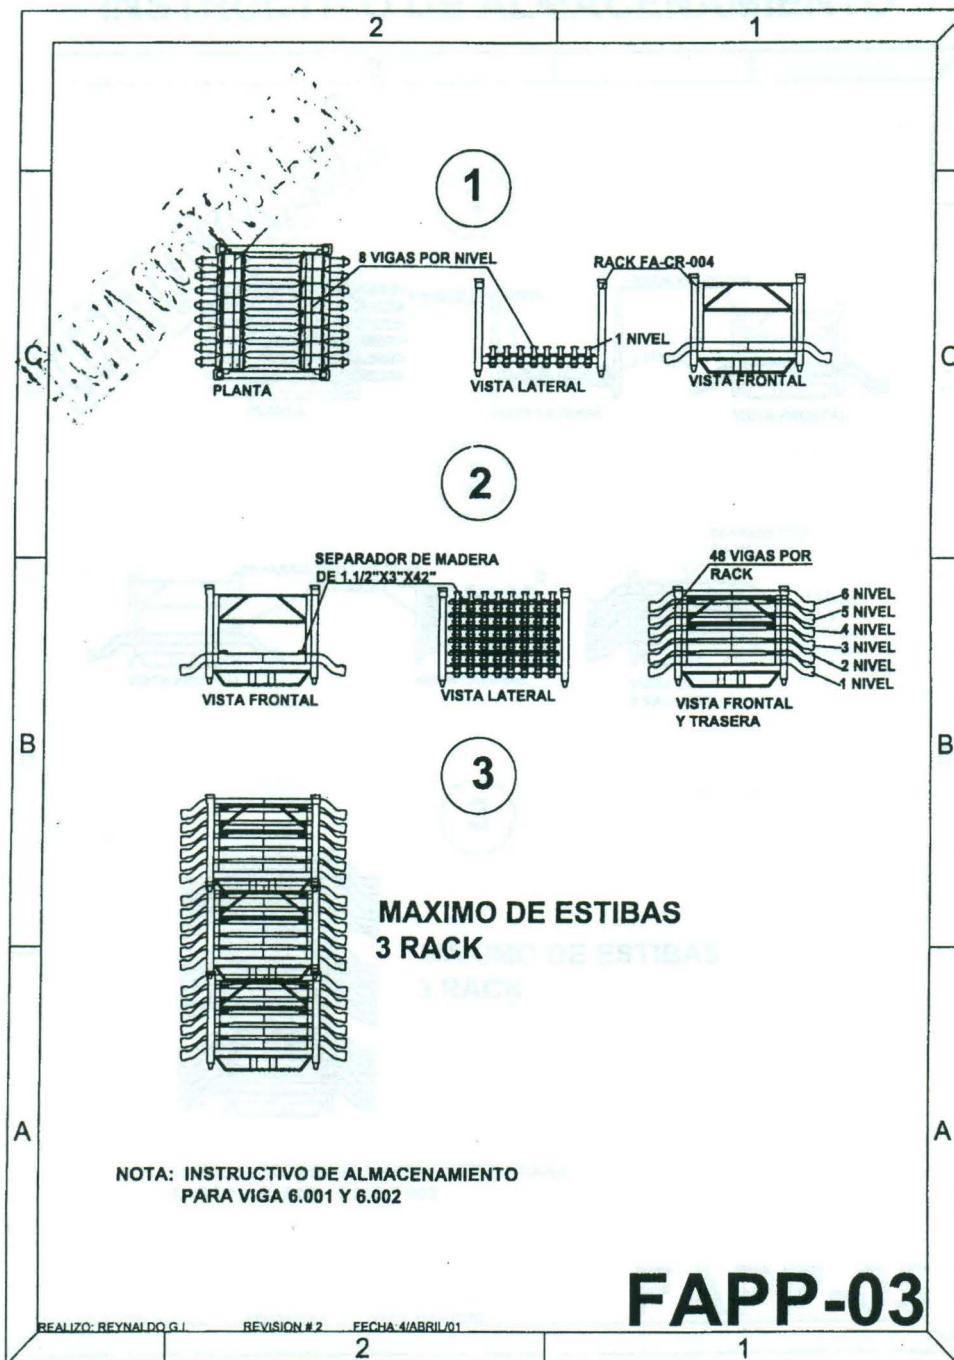 2
1
1
8 VIGAS POR NIVEL
RACK FA-CR-004
1 NIVEL
C
C
PLANTA
VISTA LATERAL
VISTA FRONTAL
2
SEPARADOR DE MADERA
DE 1.1/2"X3"X42"
48 VIGAS POR
RACK
6 NIVEL
5 NIVEL
4 NIVEL
3 NIVEL
2 NIVEL
1 NIVEL
VISTA FRONTAL
VISTA LATERAL
VISTA FRONTAL
Y TRASERA
B
B
3
MAXIMO DE ESTIBAS
3 RACK
A
A
NOTA: INSTRUCTIVO DE ALMACENAMIENTO
PARA VIGA 6.001 Y 6.002
FAPP-03
REALIZO: REYNALDO G.I. REVISION # 2 FECHA: 4/ABRIL/01
2
1